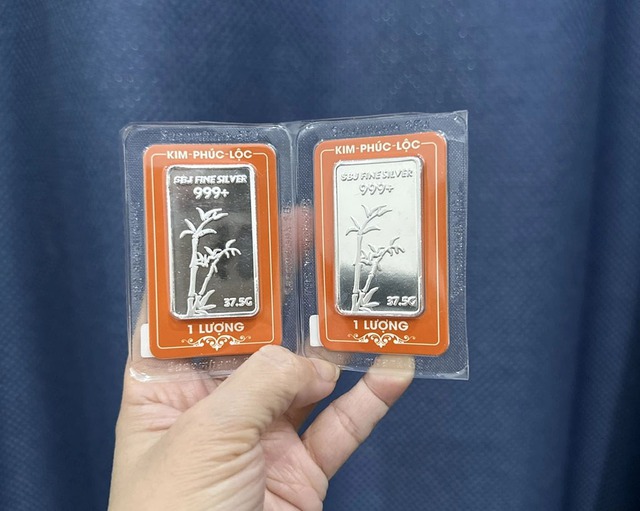 KIM-PHÚC-LỘC
SBJ FINE SILVER
999+
37.5G
1 LƯỢNG
KIM-PHÚC-LỘC
SBJ FINE SILVER
999+
37.5G
1 LƯỢNG